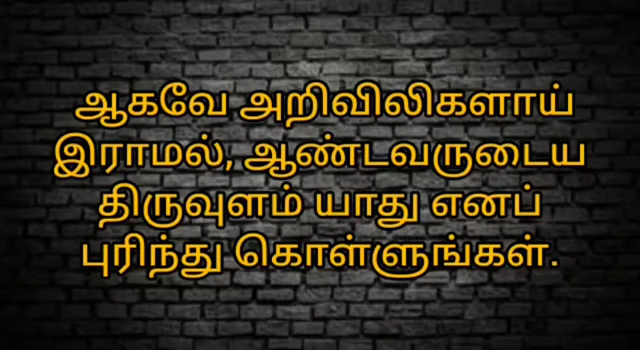 ஆகவே அறிவிலிகளாய்
இராமல், ஆண்டவருடைய
திருவுளம் யாது எனப்
புரிந்து கொள்ளுங்கள்.